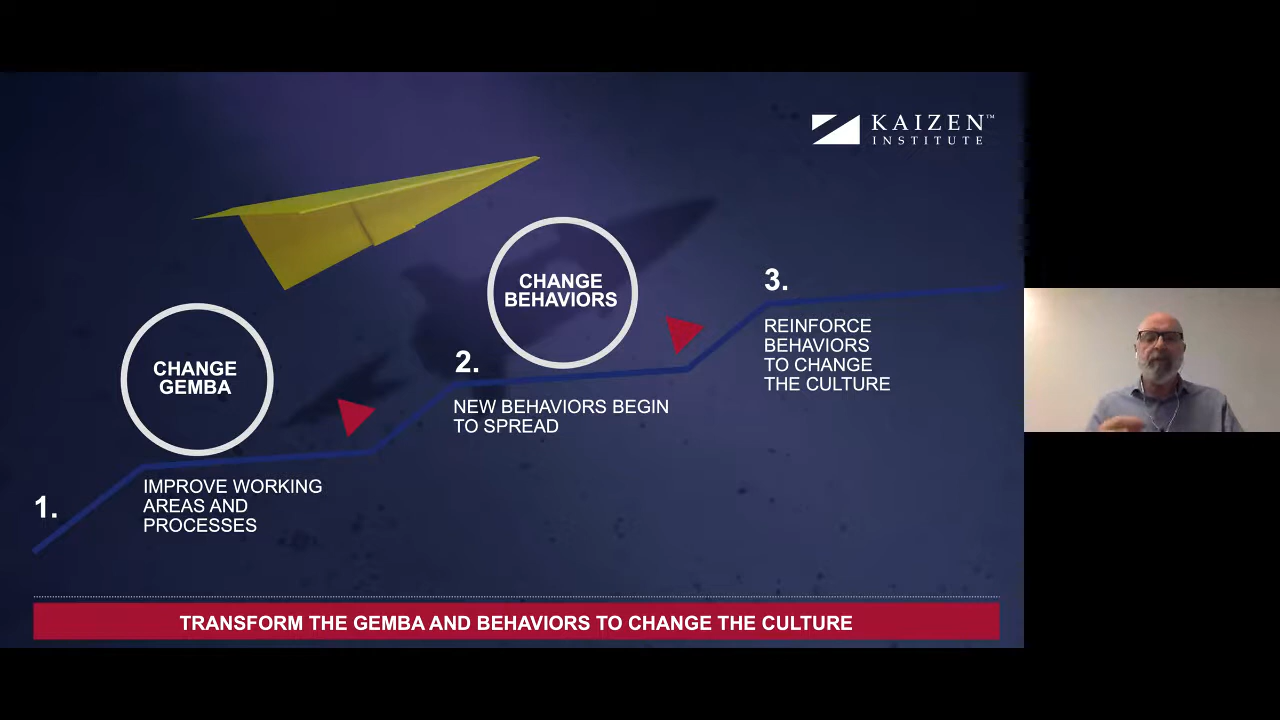 KAIZEN™
INSTITUTE
CHANGE
GEMBA
CHANGE
BEHAVIORS
1.
IMPROVE WORKING
AREAS AND
PROCESSES
2.
NEW BEHAVIORS BEGIN
TO SPREAD
3.
REINFORCE
BEHAVIORS
TO CHANGE
THE CULTURE
TRANSFORM THE GEMBA AND BEHAVIORS TO CHANGE THE CULTURE